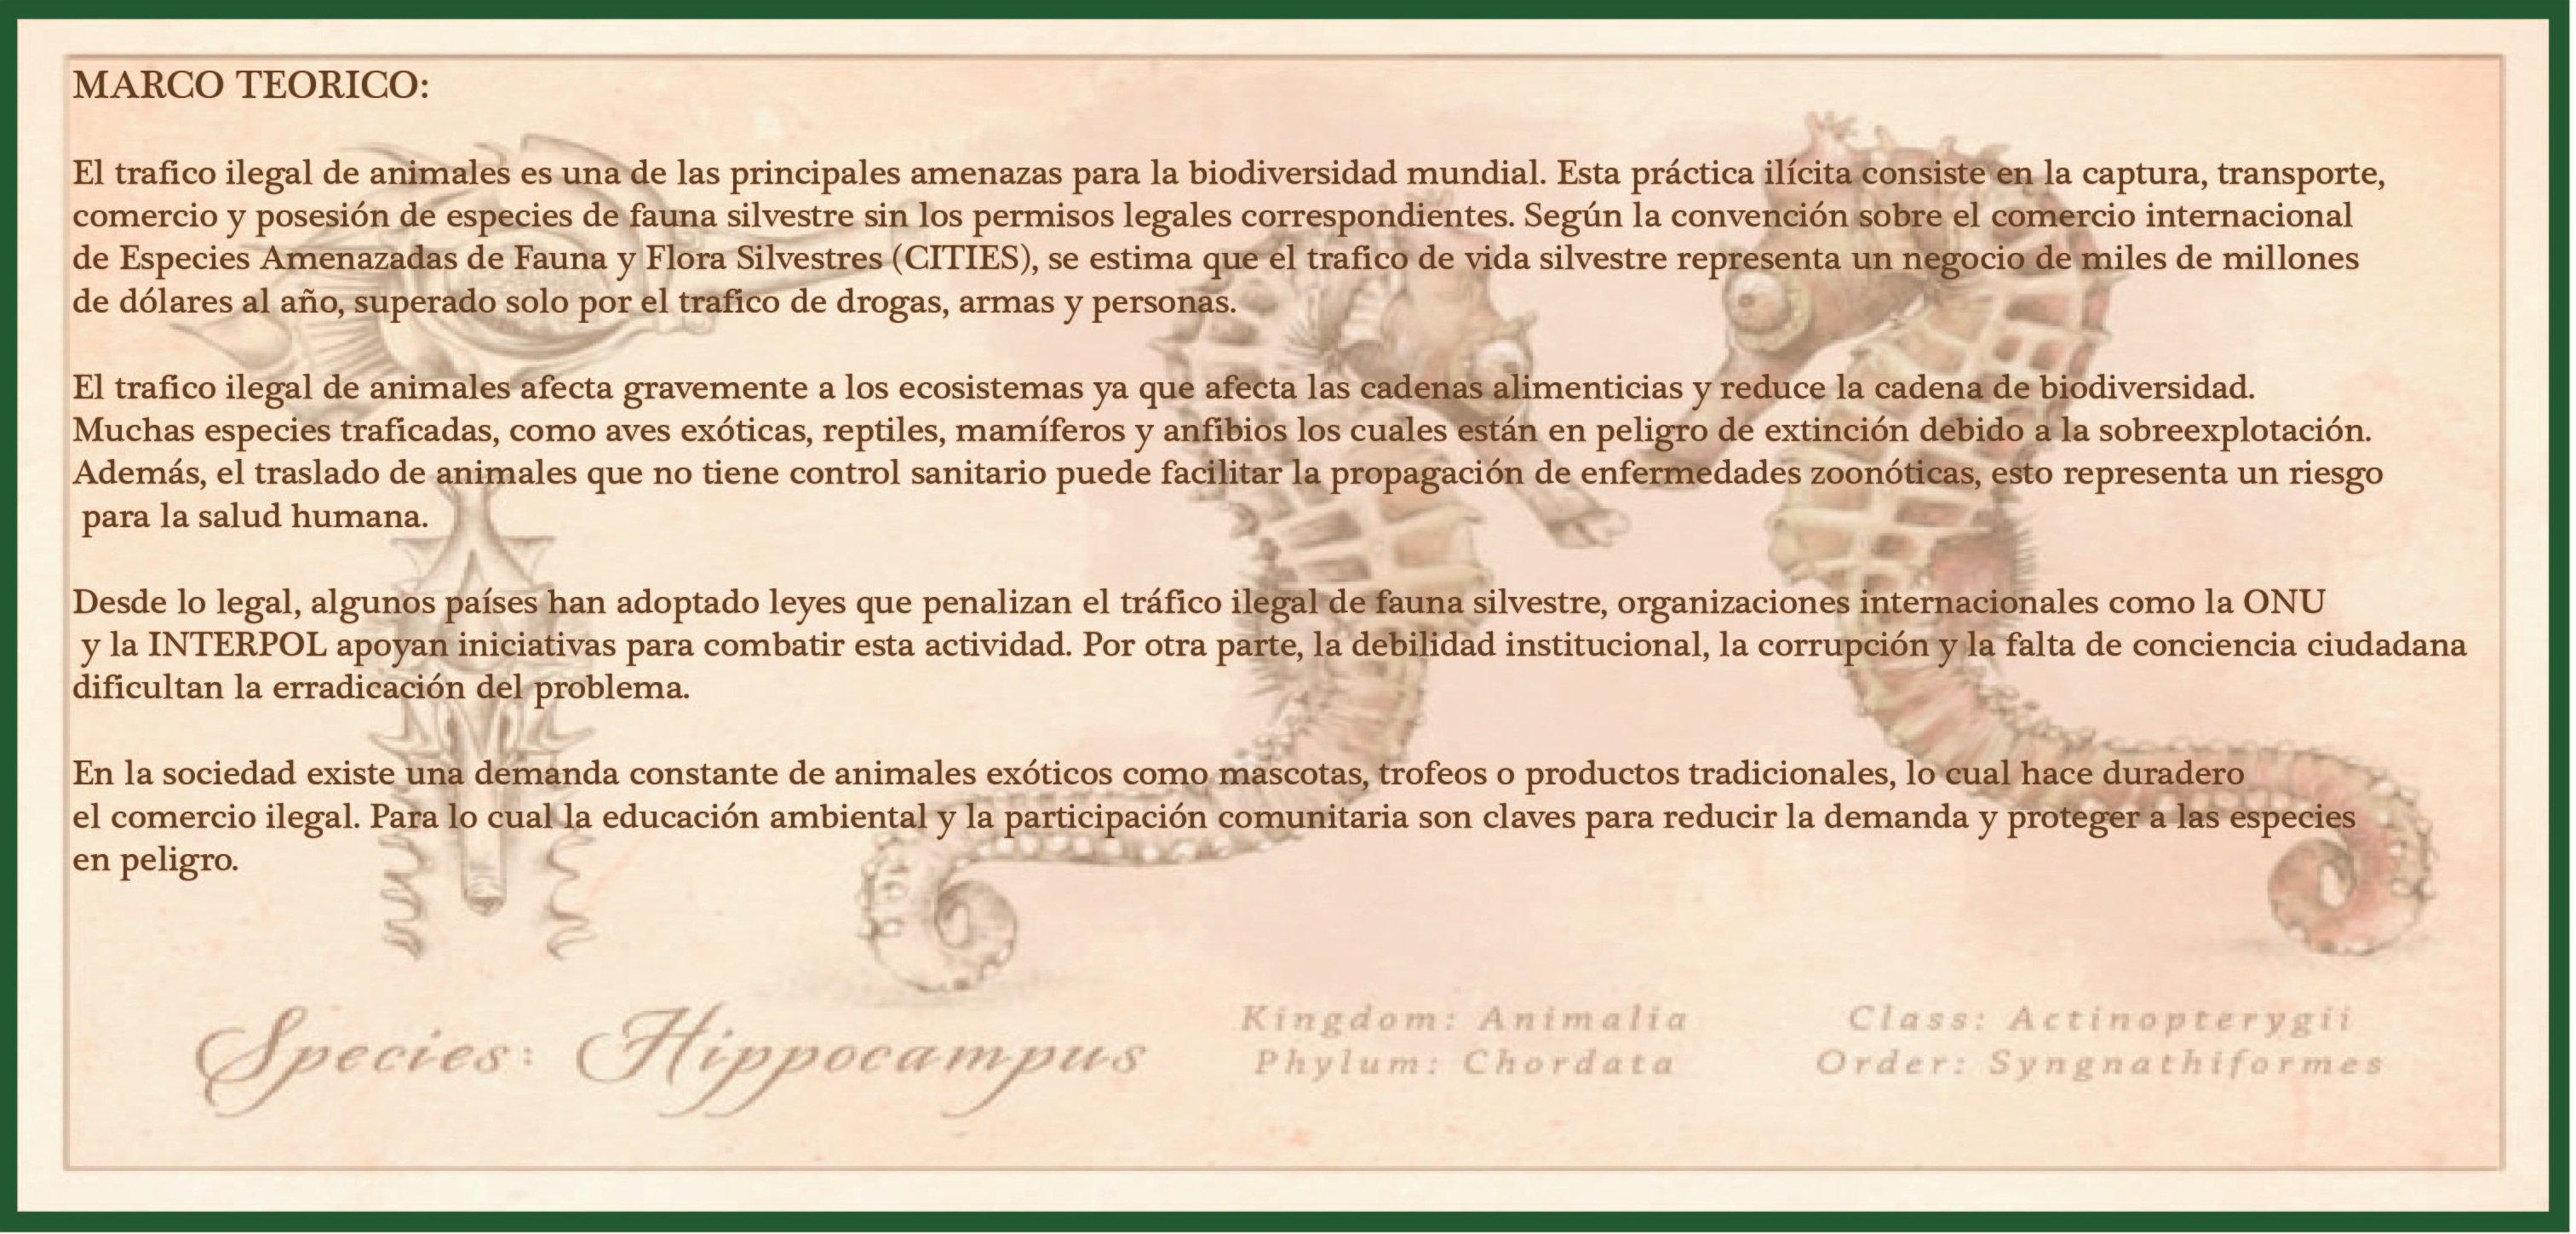 MARCO TEORICO:
El trafico ilegal de animales es una de las principales amenazas para la biodiversidad mundial. Esta práctica ilícita consiste en la captura, transporte,
comercio y posesión de especies de fauna silvestre sin los permisos legales correspondientes. Según la convención sobre el comercio internacional
de Especies Amenazadas de Fauna y Flora Silvestres (CITIES), se estima que el trafico de vida silvestre representa un negocio de miles de millones
de dólares al año, superado solo por el trafico de drogas, armas y personas.
El trafico ilegal de animales afecta gravemente a los ecosistemas ya que afecta las cadenas alimenticias y reduce la cadena de biodiversidad.
Muchas especies traficadas, como aves exóticas, reptiles, mamíferos y anfibios los cuales están en peligro de extinción debido a la sobreexplotación.
Además, el traslado de animales que no tiene control sanitario puede facilitar la propagación de enfermedades zoonóticas, esto representa un riesgo
para la salud humana.
Desde lo legal, algunos países han adoptado leyes que penalizan el tráfico ilegal de fauna silvestre, organizaciones internacionales como la ONU
y la INTERPOL apoyan iniciativas para combatir esta actividad. Por otra parte, la debilidad institucional, la corrupción y la falta de conciencia ciudadana
dificultan la erradicación del problema.
En la sociedad existe una demanda constante de animales exóticos como mascotas, trofeos o productos tradicionales, lo cual hace duradero
el comercio ilegal. Para lo cual la educación ambiental y la participación comunitaria son claves para reducir la demanda y proteger a las especies
en peligro.
Species: Hippocampus
Kingdom: Animalia
Phylum: Chordata
Class: Actinopterygii
Order: Syngnathiformes